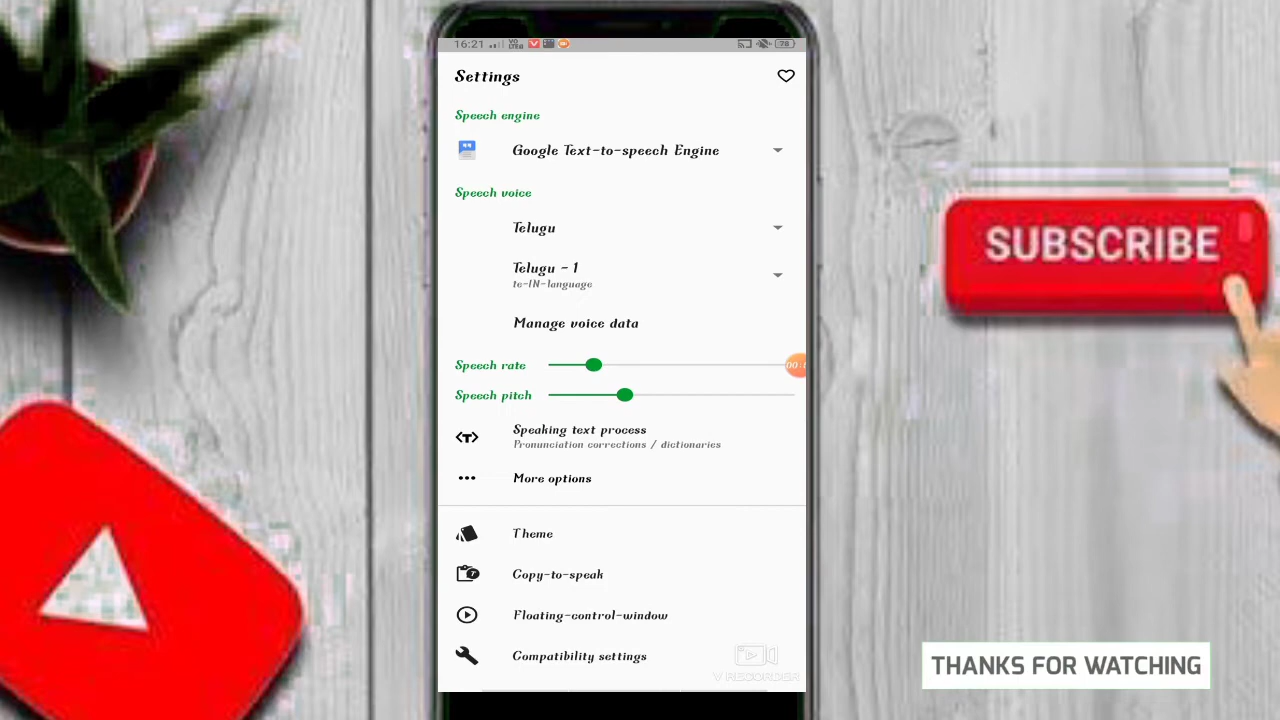 16:21
78
Settings
Speech engine
Google Text-to-speech Engine
Speech voice
Telugu
Telugu - 1
te-IN-language
Manage voice data
Speech rate
Speech pitch
Speaking text process
Pronunciation corrections / dictionaries
More options
Theme
Copy-to-speak
Floating-control-window
Compatibility settings
V RECORDER
SUBSCRIBE
THANKS FOR WATCHING